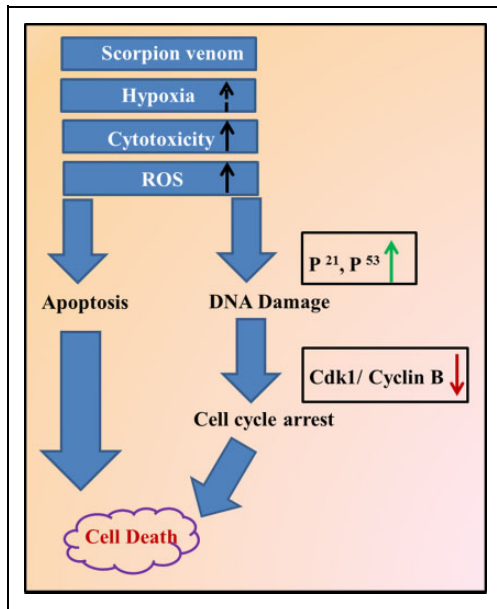 Scorpion venom
Hypoxia
Cytotoxicity
ROS
P 21, P 53
Apoptosis
DNA Damage
Cdk1/ Cyclin B
Cell cycle arrest
Cell Death